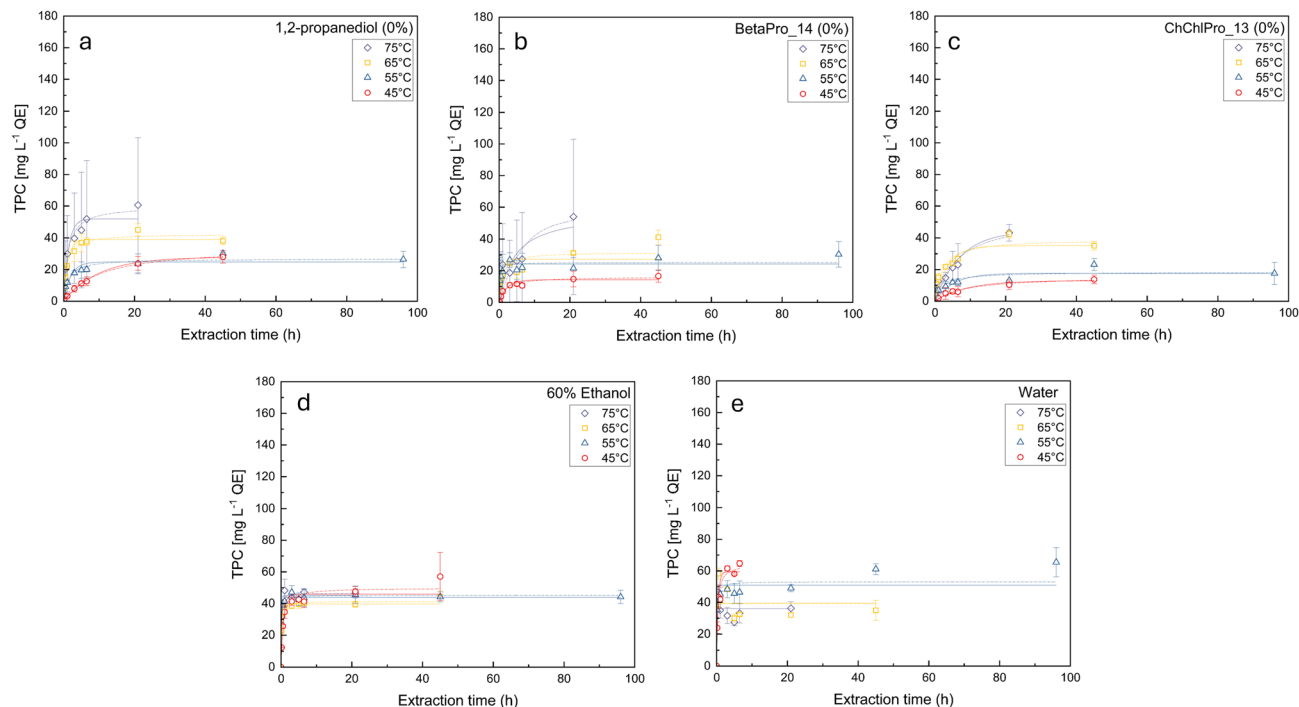 a
1,2-propanediol (0%)
75°C
65°C
55°C
45°C
180
160
140
120
100
80
60
40
20
0
TPC [mg L⁻¹ QE]
0 20 40 60 80 100
Extraction time (h)
b
BetaPro_14 (0%)
75°C
65°C
55°C
45°C
180
160
140
120
100
80
60
40
20
0
TPC [mg L⁻¹ QE]
0 20 40 60 80 100
Extraction time (h)
c
ChChlPro_13 (0%)
75°C
65°C
55°C
45°C
180
160
140
120
100
80
60
40
20
0
TPC [mg L⁻¹ QE]
0 20 40 60 80 100
Extraction time (h)
d
60% Ethanol
75°C
65°C
55°C
45°C
180
160
140
120
100
80
60
40
20
0
TPC [mg L⁻¹ QE]
0 20 40 60 80 100
Extraction time (h)
e
Water
75°C
65°C
55°C
45°C
180
160
140
120
100
80
60
40
20
0
TPC [mg L⁻¹ QE]
0 20 40 60 80 100
Extraction time (h)